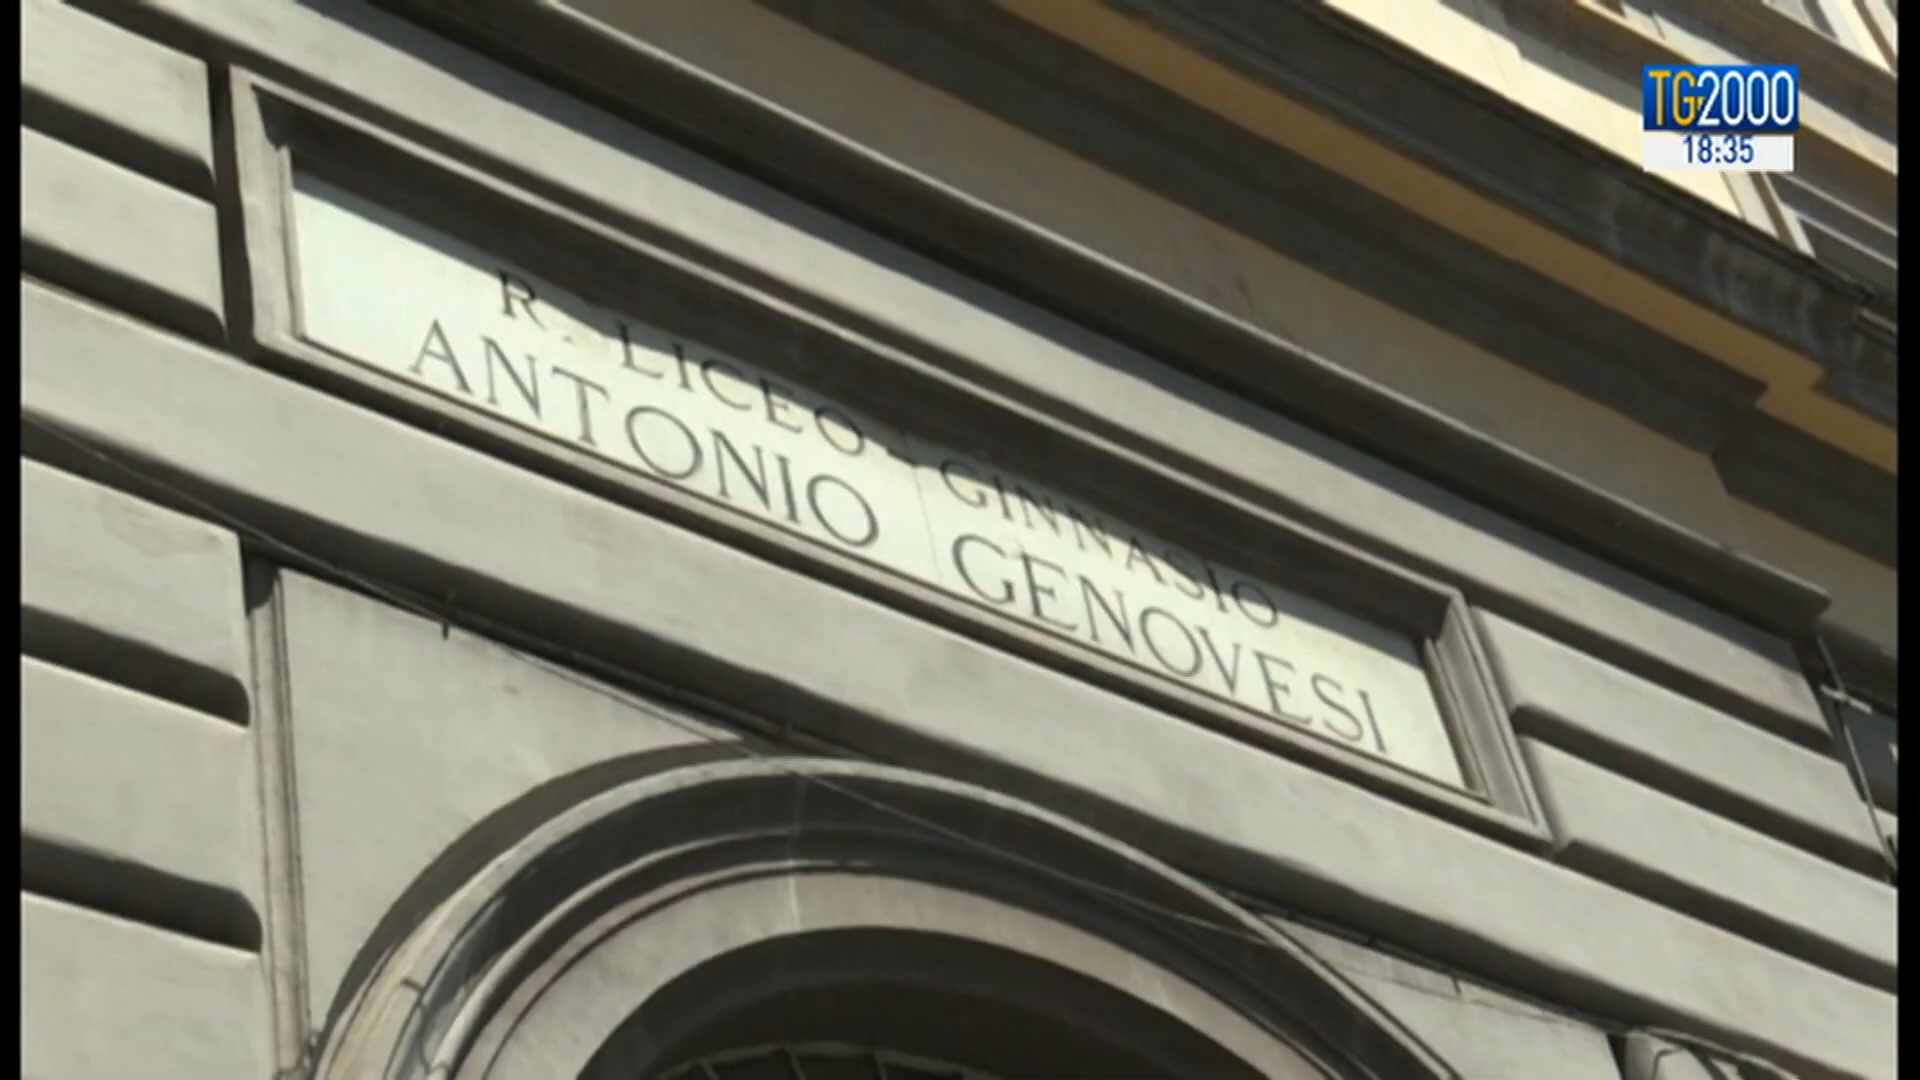 TG2000
18:35
R. LICEO - GINNASIO
ANTONIO GENOVESI